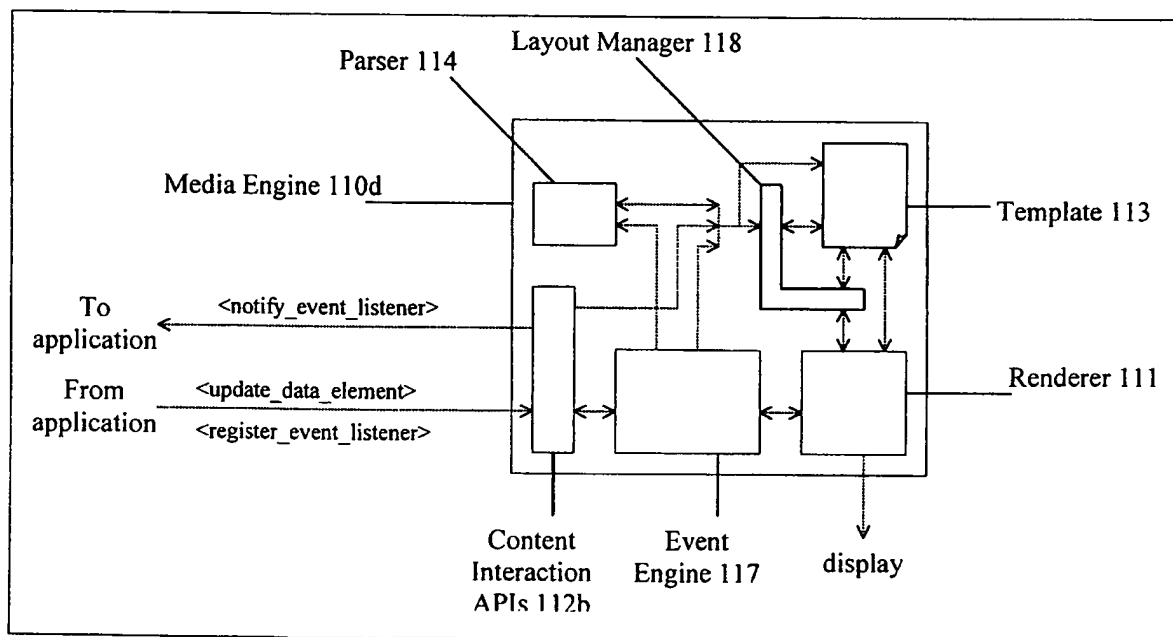 Layout Manager 118
Parser 114
Media Engine 110d
Template 113
To
application
<notify_event_listener>
From
application
<update_data_element>
<register_event_listener>
Renderer 111
Content
Interaction
APIs 112b
Event
Engine 117
display